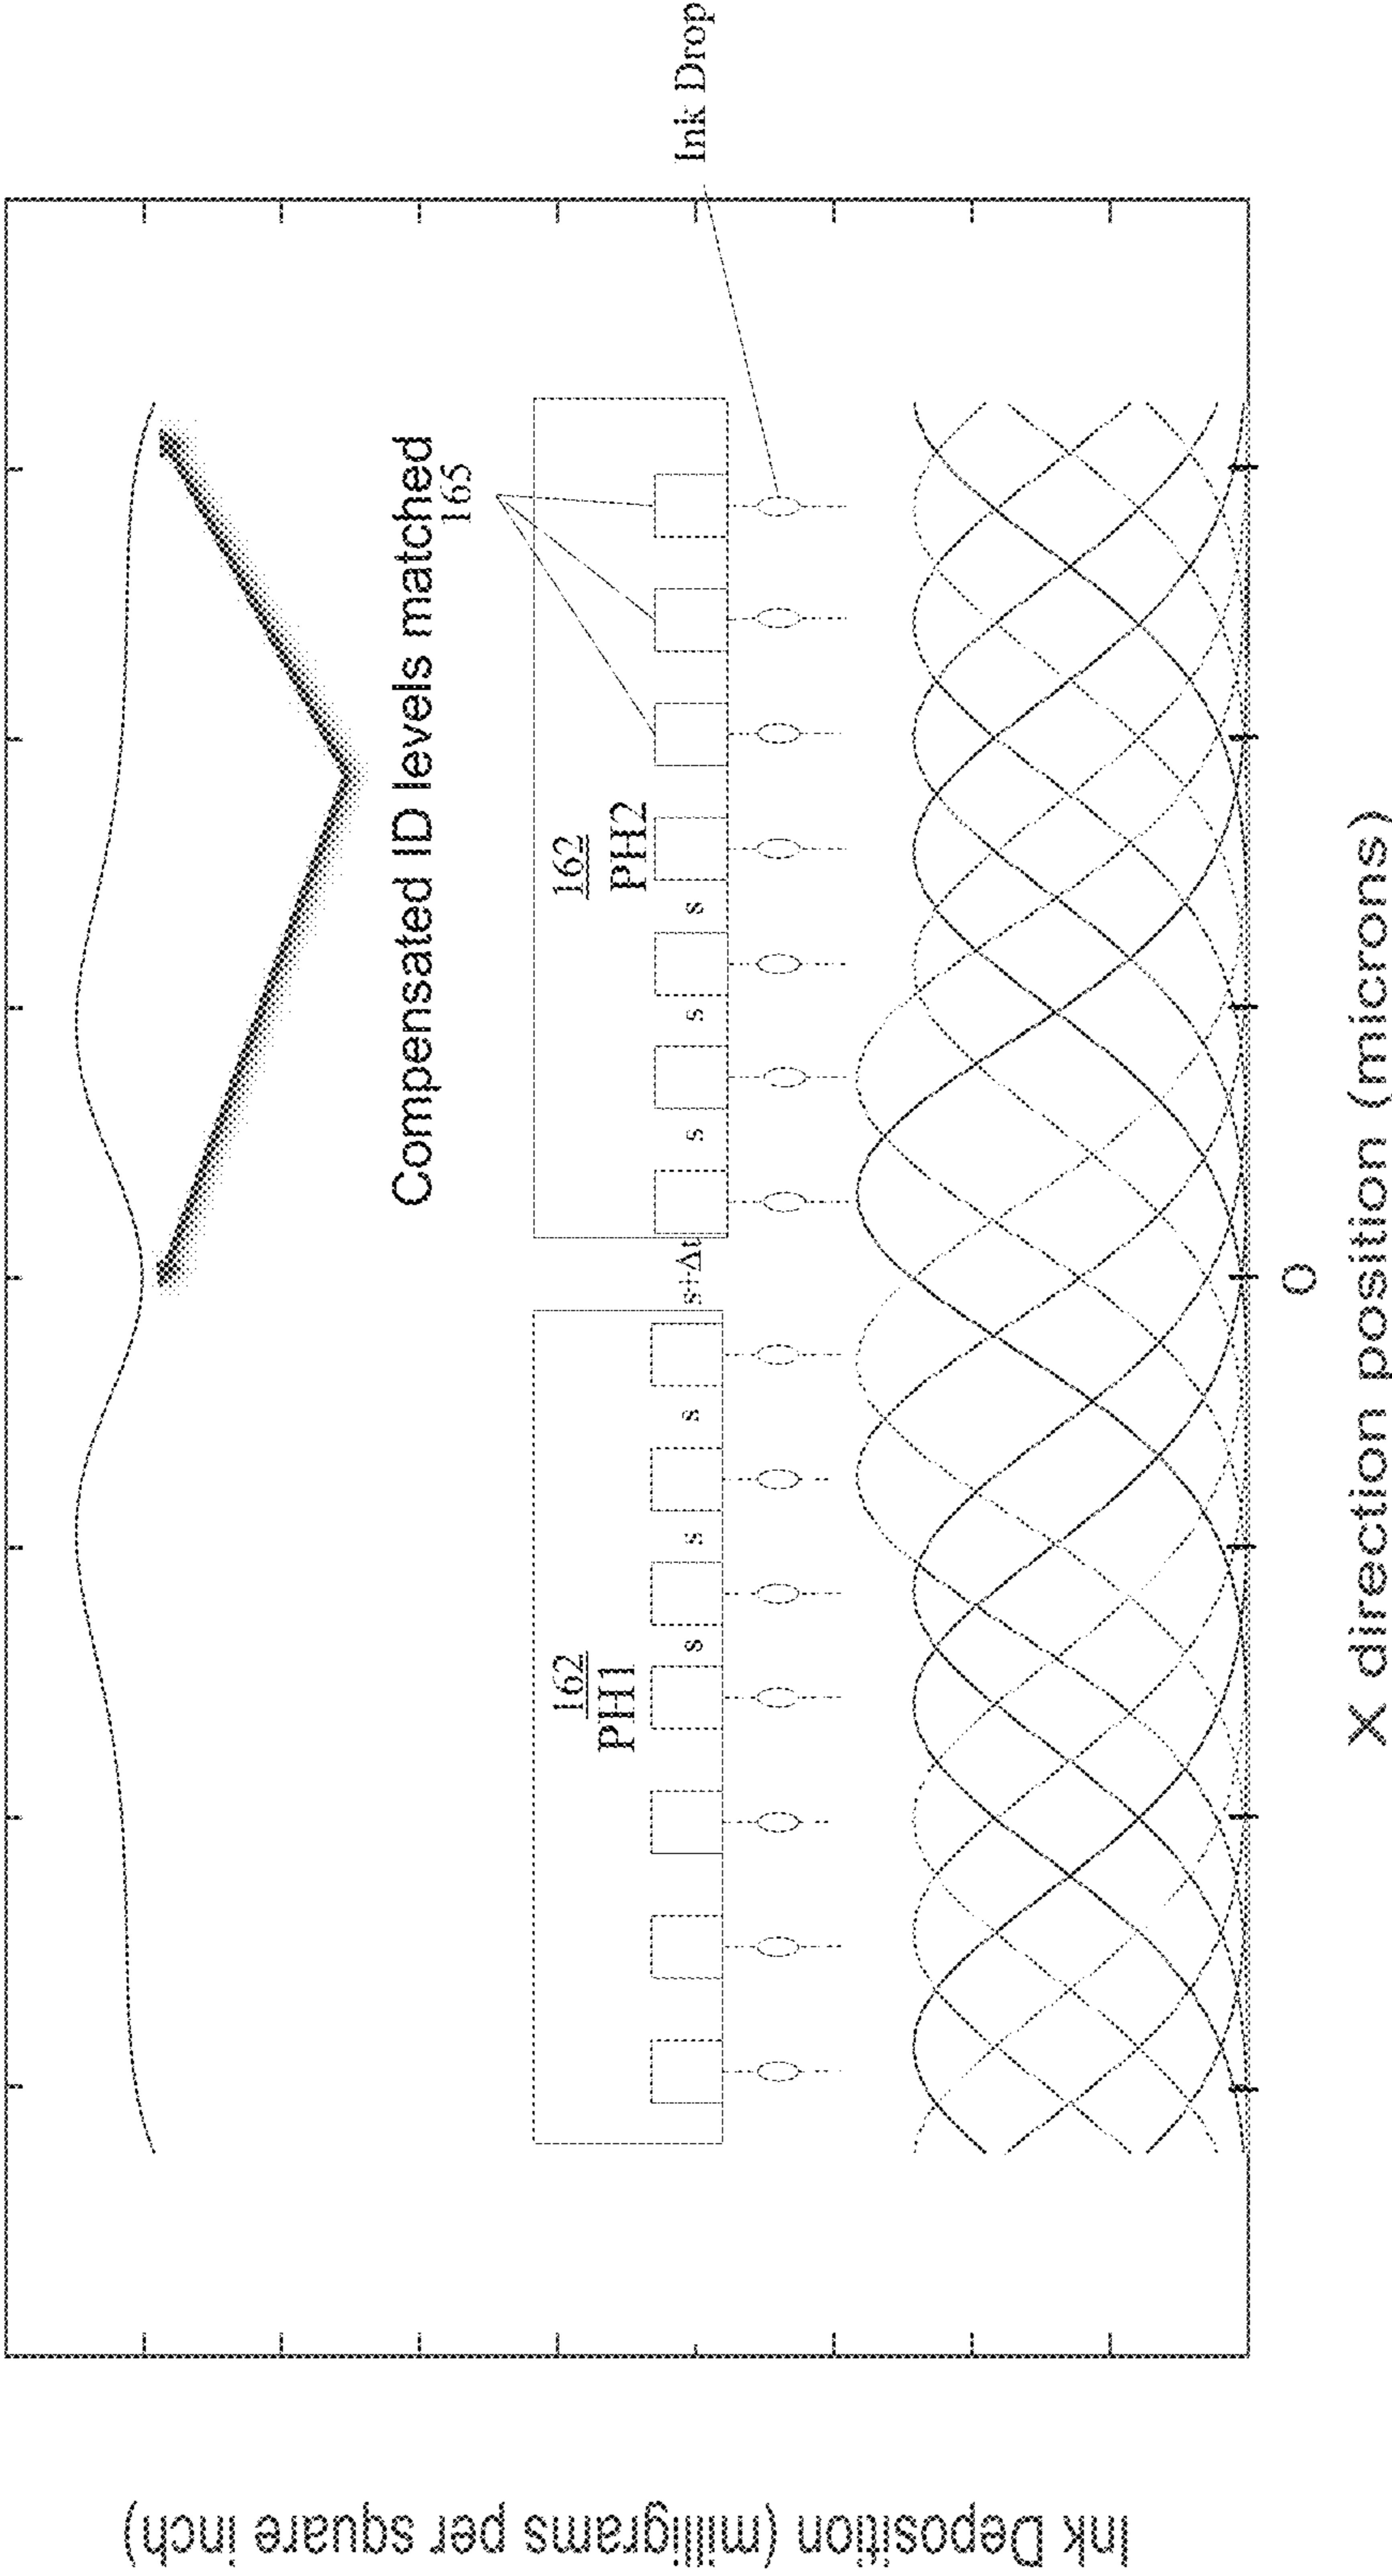 Compensated ID levels matched
165
162
PH1
162
PH2
s
s
s
s+Δt
s
s
s
Ink Drop
0
X direction position (microns)
Ink Deposition (milligrams per square inch)